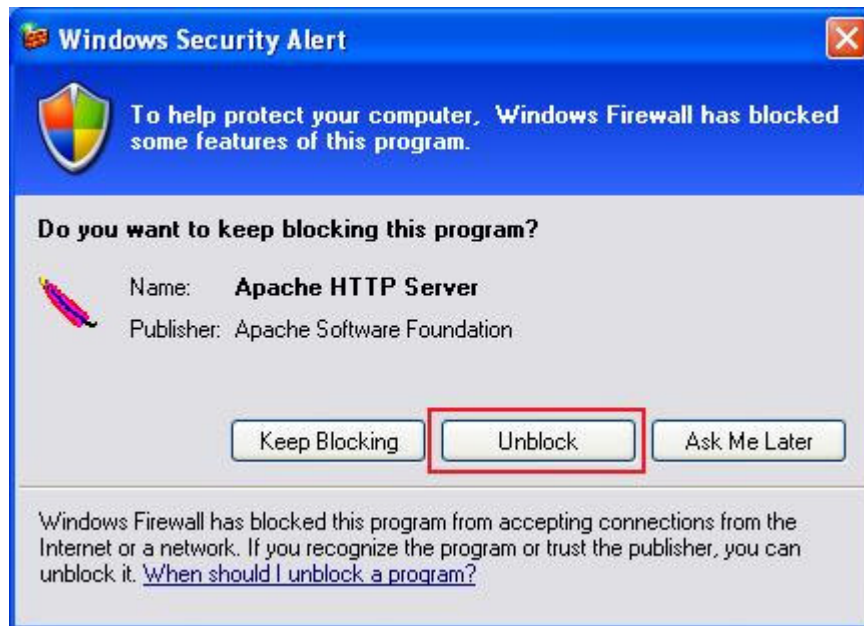 Windows Security Alert
To help protect your computer, Windows Firewall has blocked
some features of this program.
Do you want to keep blocking this program?
Name: Apache HTTP Server
Publisher: Apache Software Foundation
Keep Blocking Unblock Ask Me Later
Windows Firewall has blocked this program from accepting connections from the
Internet or a network. If you recognize the program or trust the publisher, you can
unblock it. When should I unblock a program?